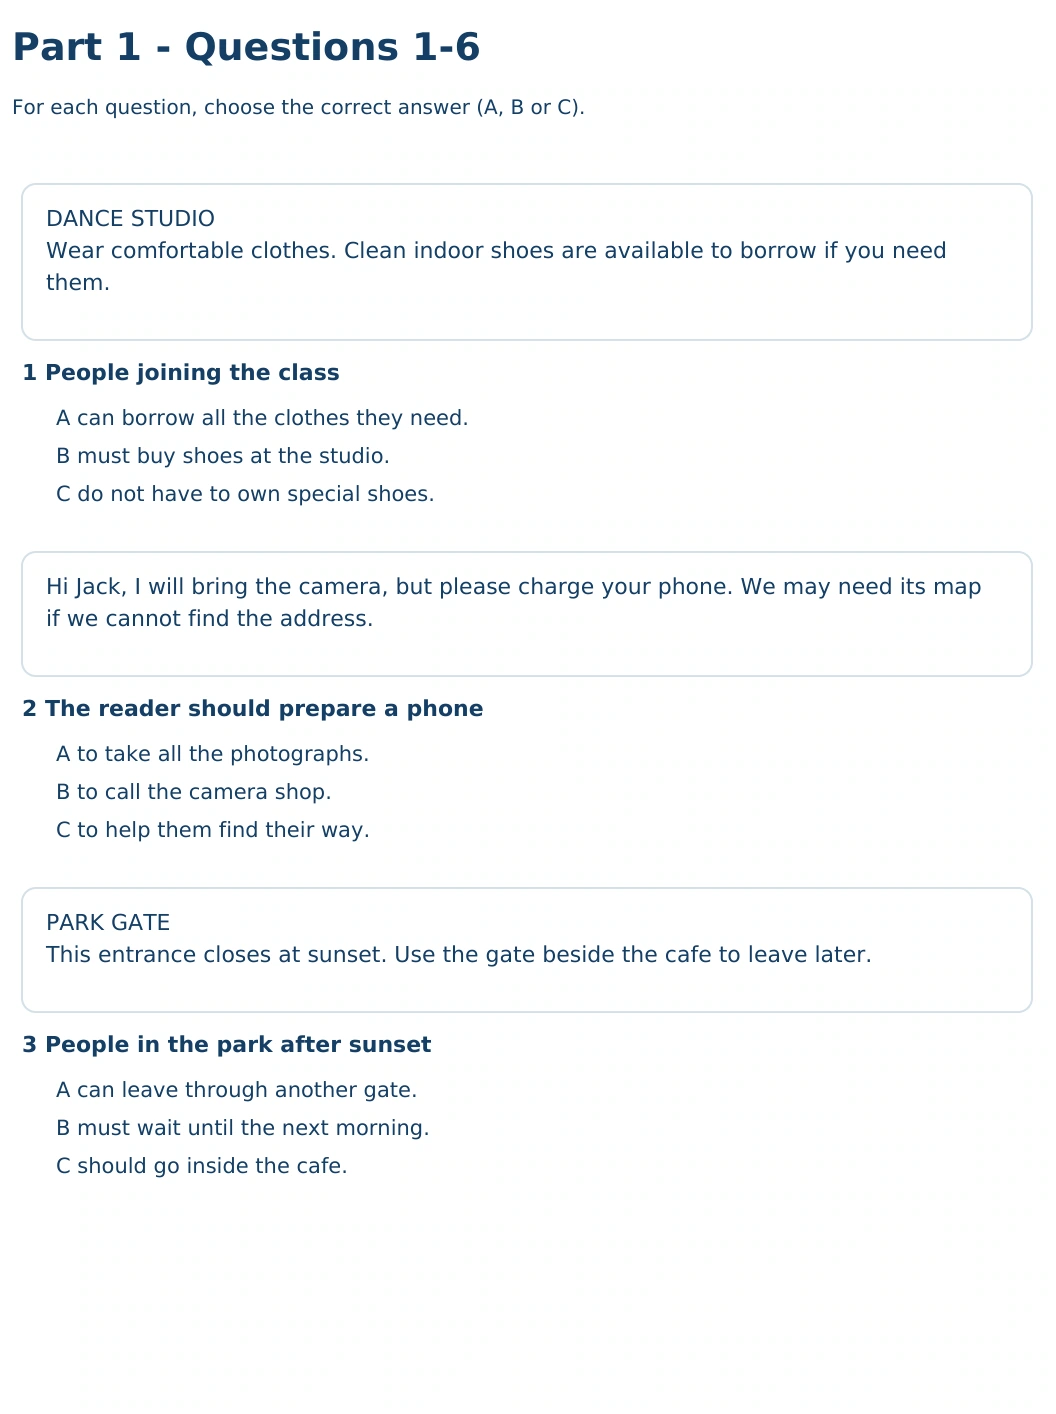 Part 1 - Questions 1-6
For each question, choose the correct answer (A, B or C).
DANCE STUDIO
Wear comfortable clothes. Clean indoor shoes are available to borrow if you need
them.
1 People joining the class
A can borrow all the clothes they need.
B must buy shoes at the studio.
C do not have to own special shoes.
Hi Jack, I will bring the camera, but please charge your phone. We may need its map
if we cannot find the address.
2 The reader should prepare a phone
A to take all the photographs.
B to call the camera shop.
C to help them find their way.
PARK GATE
This entrance closes at sunset. Use the gate beside the cafe to leave later.
3 People in the park after sunset
A can leave through another gate.
B must wait until the next morning.
C should go inside the cafe.